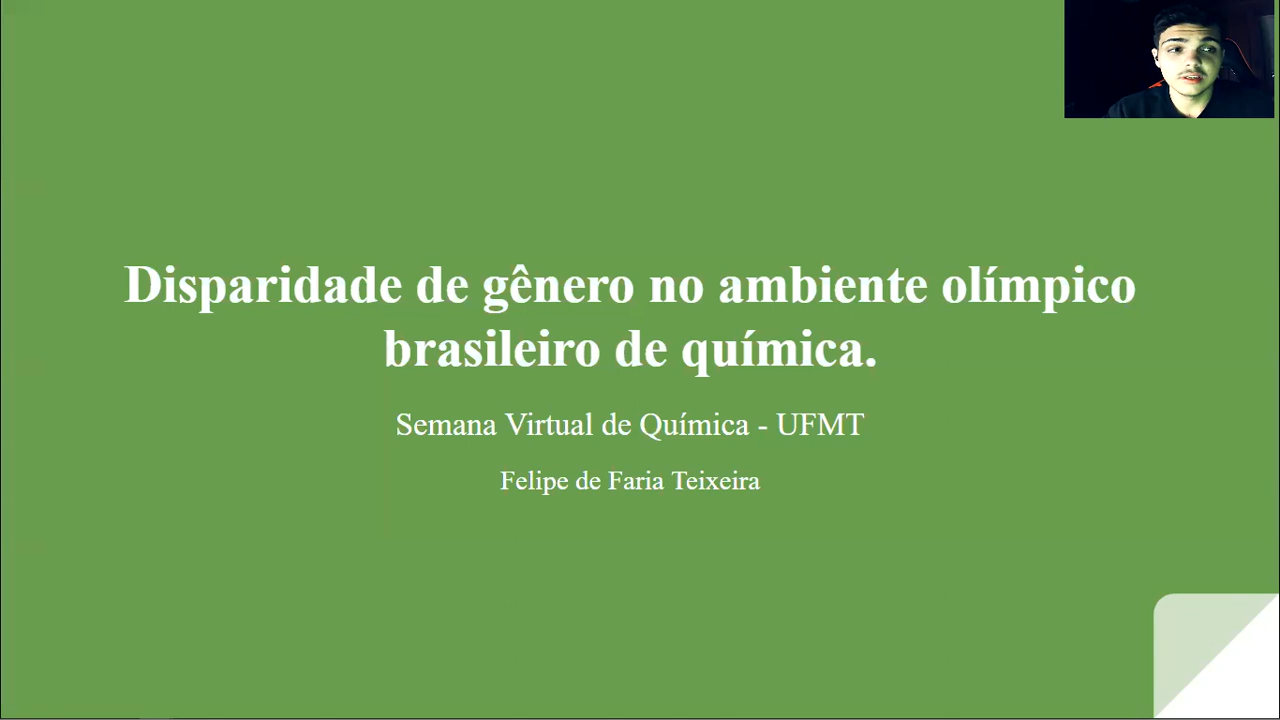 Disparidade de gênero no ambiente olímpico
brasileiro de química.
Semana Virtual de Química - UFMT
Felipe de Faria Teixeira